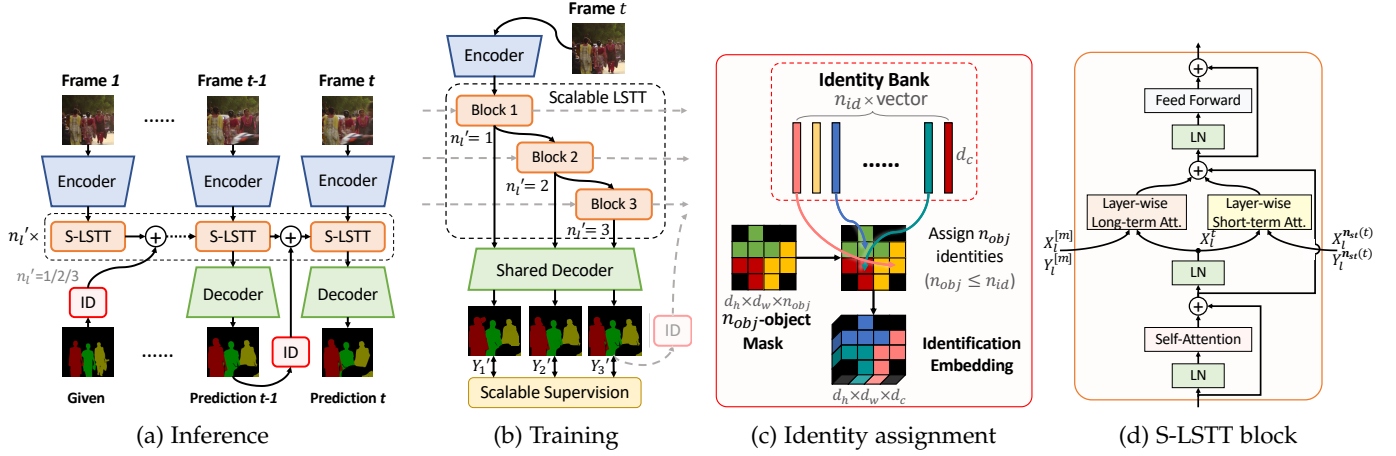 Frame 1
Frame t-1
Frame t
......
Encoder
Encoder
Encoder
n_l'×
S-LSTT
S-LSTT
S-LSTT
n_l'=1/2/3
ID
Decoder
Decoder
ID
......
Given
Prediction t-1
Prediction t
(a) Inference
Frame t
Encoder
Scalable LSTT
Block 1
n_l'= 1
Block 2
n_l'= 2
Block 3
n_l'= 3
Shared Decoder
ID
Y_1'
Y_2'
Y_3'
Scalable Supervision
(b) Training
Identity Bank
n_id × vector
......
d_c
Assign n_obj
identities
(n_obj ≤ n_id)
d_h×d_w×n_obj
n_obj-object
Mask
Identification
Embedding
d_h×d_w×d_c
(c) Identity assignment
Feed Forward
LN
Layer-wise
Long-term Att.
Layer-wise
Short-term Att.
X_l^[m]
Y_l^[m]
X_l^t
X_l^n_st(t)
Y_l^n_st(t)
LN
Self-Attention
LN
(d) S-LSTT block